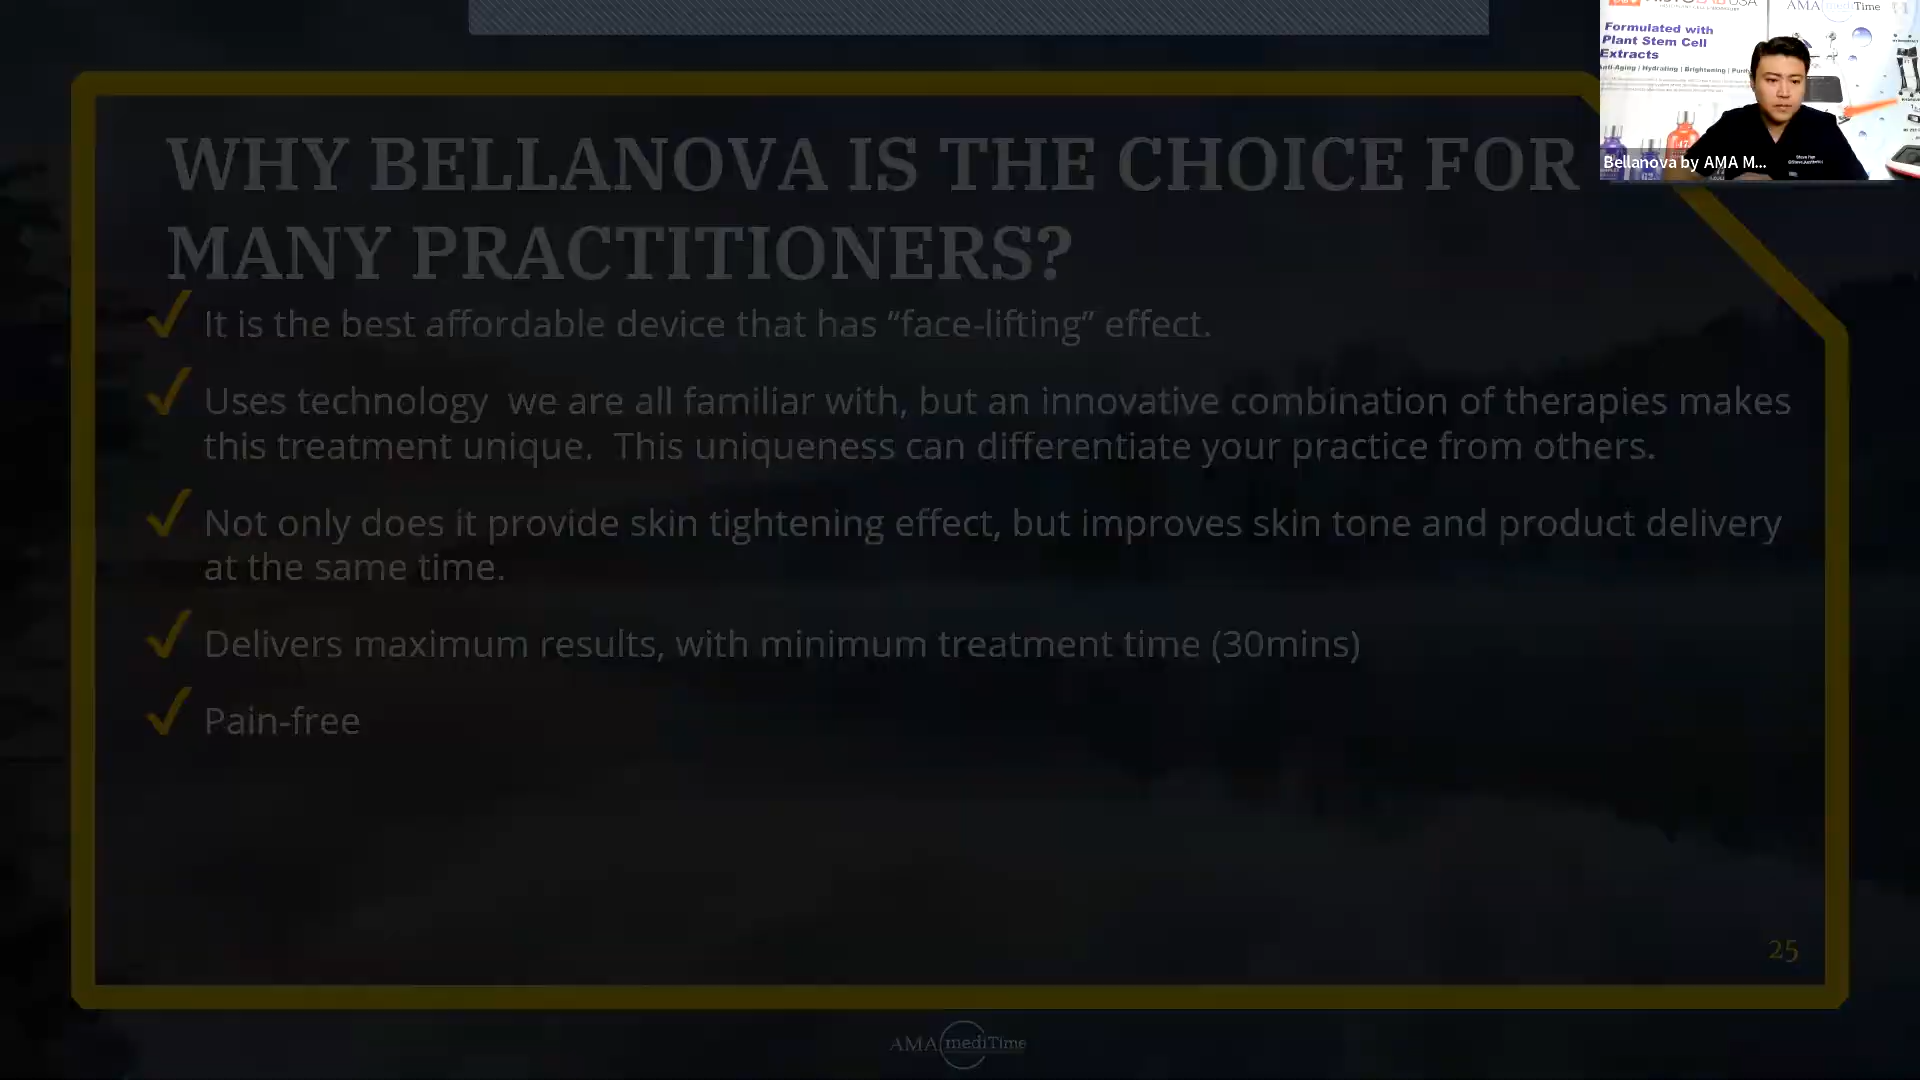 WHY BELLANOVA IS THE CHOICE FOR
MANY PRACTITIONERS?
It is the best affordable device that has “face-lifting” effect.
Uses technology  we are all familiar with, but an innovative combination of therapies makes
this treatment unique.  This uniqueness can differentiate your practice from others.
Not only does it provide skin tightening effect, but improves skin tone and product delivery
at the same time.
Delivers maximum results, with minimum treatment time (30mins)
Pain-free
25
AMA mediTime
AMA mediTime
Formulated with
Plant Stem Cell
Extracts
Anti-Aging | Hydrating | Brightening |
Bellanova by AMA M...